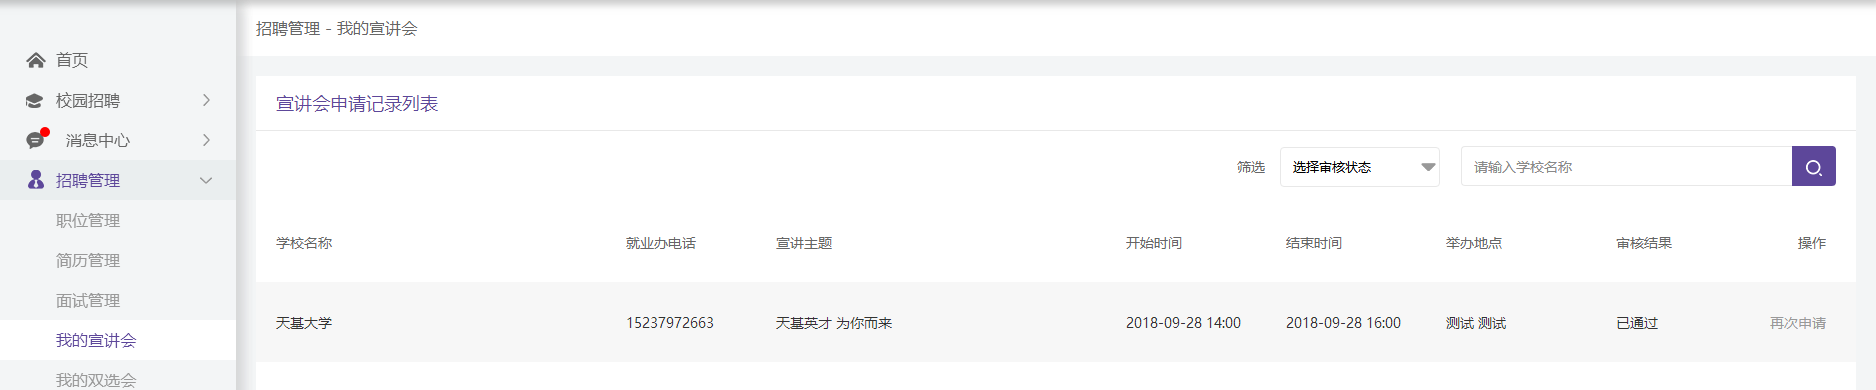 招聘管理 - 我的宣讲会
首页
校园招聘
消息中心
招聘管理
职位管理
简历管理
面试管理
我的宣讲会
我的双选会
宣讲会申请记录列表
筛选 选择审核状态 请输入学校名称
学校名称 就业办电话 宣讲主题 开始时间 结束时间 举办地点 审核结果 操作
天基大学 15237972663 天基英才 为你而来 2018-09-28 14:00 2018-09-28 16:00 测试 测试 已通过 再次申请